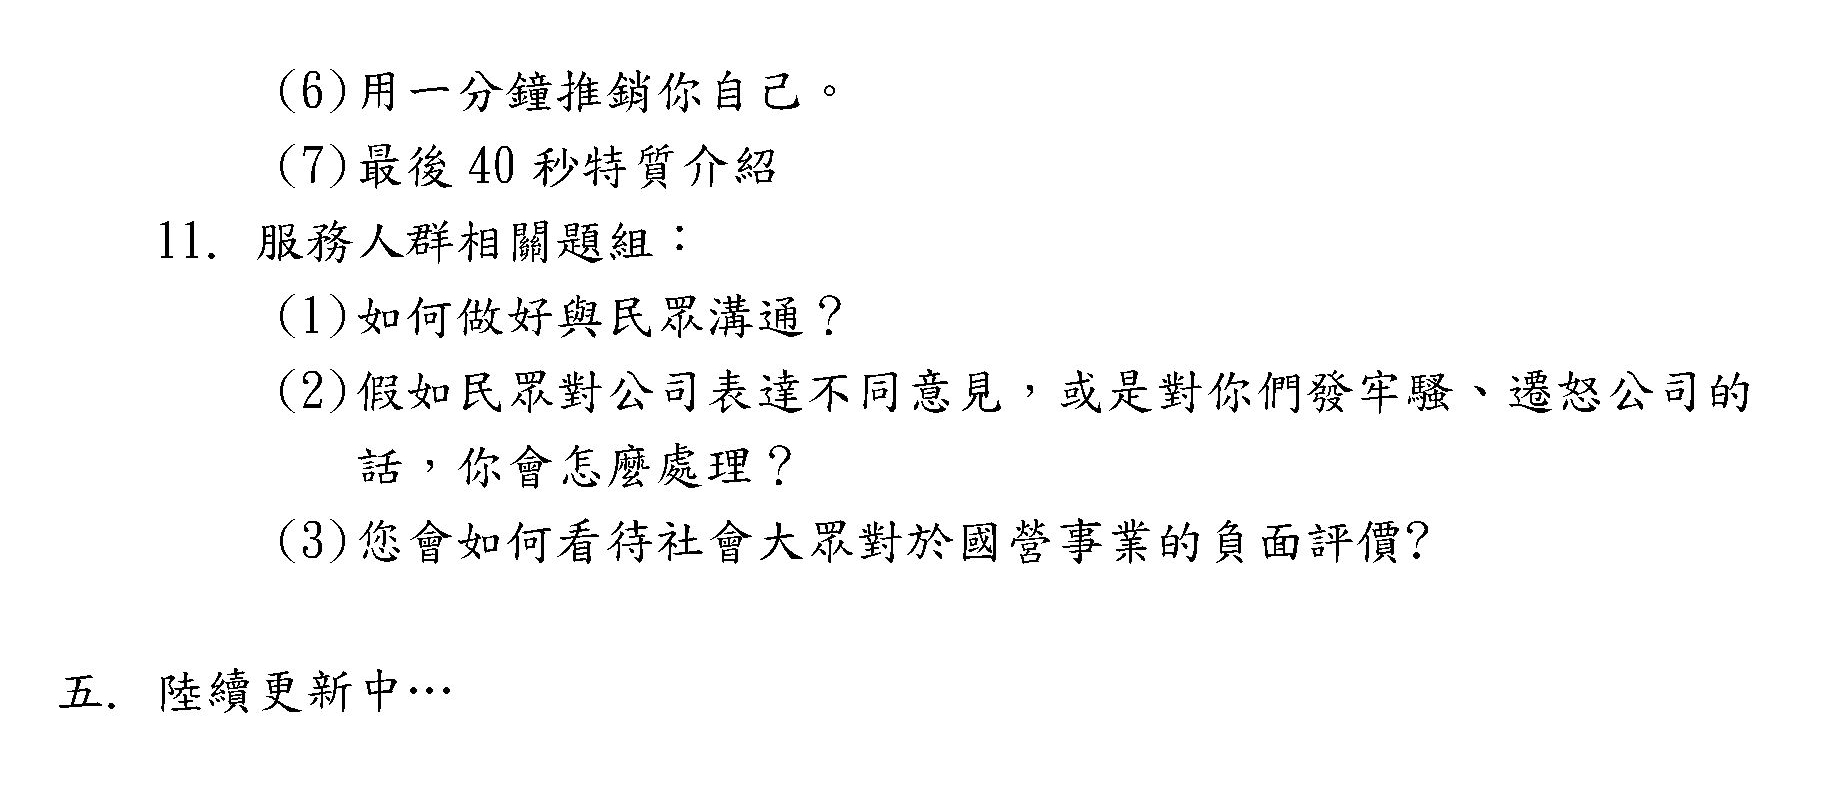 (6)用一分鐘推銷你自己。
(7)最後 40 秒特質介紹
11. 服務人群相關題組：
(1)如何做好與民眾溝通？
(2)假如民眾對公司表達不同意見，或是對你們發牢騷、遷怒公司的
話，你會怎麼處理？
(3)您會如何看待社會大眾對於國營事業的負面評價?
五. 陸續更新中…